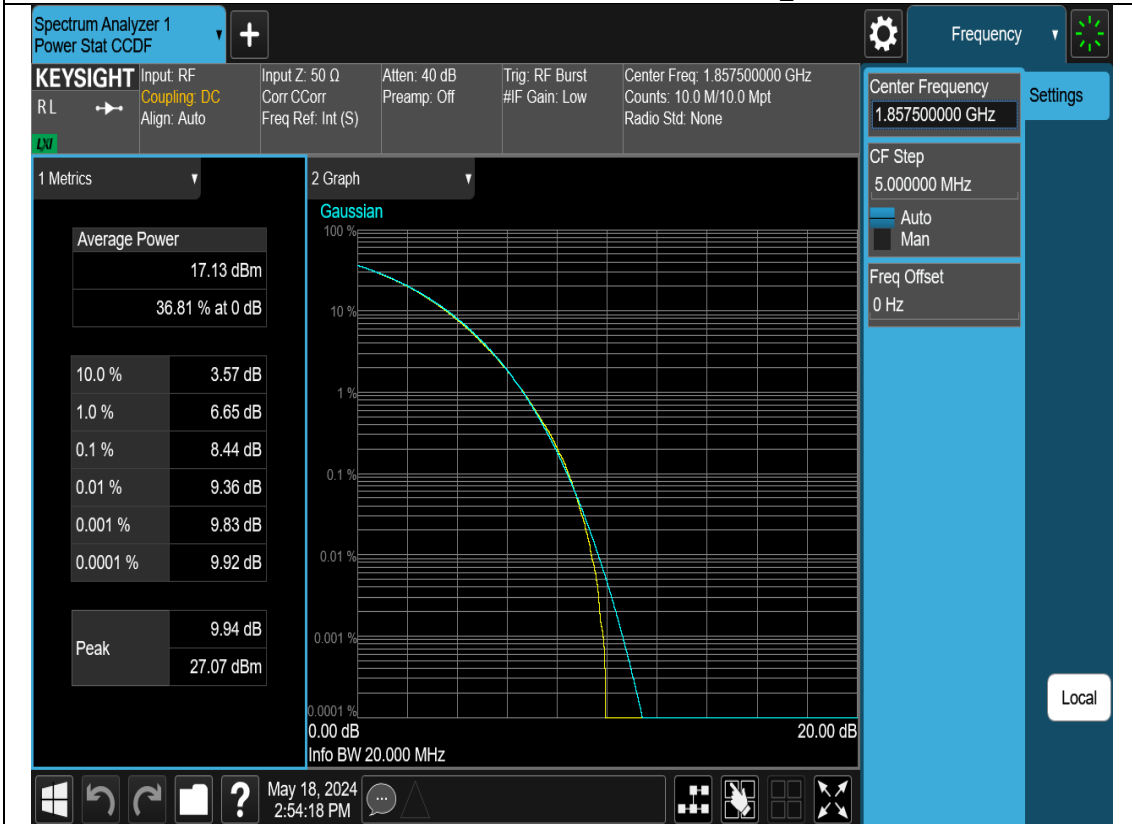 Spectrum Analyzer 1
Power Stat CCDF
Frequency
KEYSIGHT
RL
LXI
Input: RF
Coupling: DC
Align: Auto
Input Z: 50 Ω
Corr CCorr
Freq Ref: Int (S)
Atten: 40 dB
Preamp: Off
Trig: RF Burst
#IF Gain: Low
Center Freq: 1.857500000 GHz
Counts: 10.0 M/10.0 Mpt
Radio Std: None
Center Frequency
1.857500000 GHz
Settings
CF Step
5.000000 MHz
Auto
Man
Freq Offset
0 Hz
Local
1 Metrics
Average Power
17.13 dBm
36.81 % at 0 dB
10.0 % 3.57 dB
1.0 % 6.65 dB
0.1 % 8.44 dB
0.01 % 9.36 dB
0.001 % 9.83 dB
0.0001 % 9.92 dB
Peak 9.94 dB
27.07 dBm
2 Graph
Gaussian
100 %
10 %
1 %
0.1 %
0.01 %
0.001 %
0.0001 %
0.00 dB 20.00 dB
Info BW 20.000 MHz
May 18, 2024
2:54:18 PM